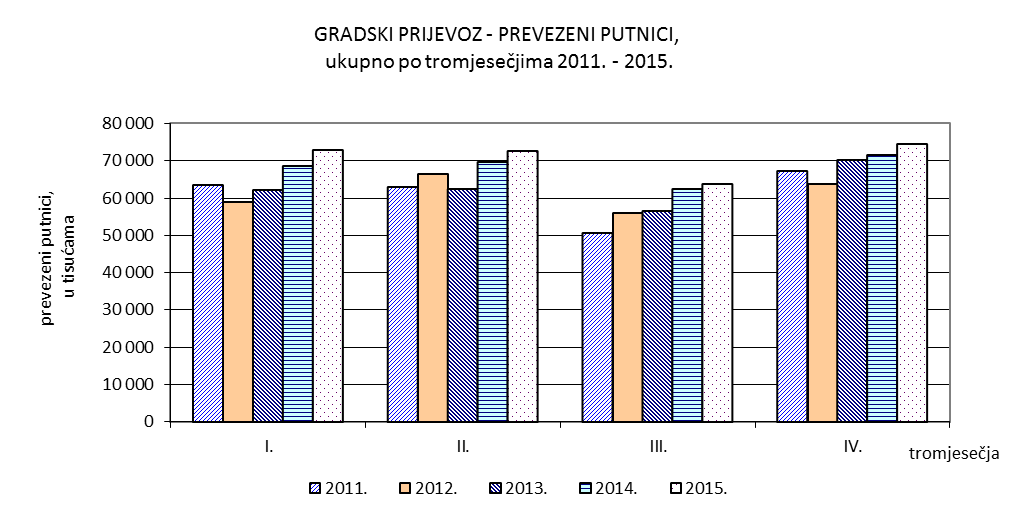 GRADSKI PRIJEVOZ - PREVEZENI PUTNICI,
ukupno po tromjesečjima 2011. - 2015.
prevezeni putnici,
u tisućama
80 000
70 000
60 000
50 000
40 000
30 000
20 000
10 000
0
I.
II.
III.
IV.
tromjesečja
2011.
2012.
2013.
2014.
2015.